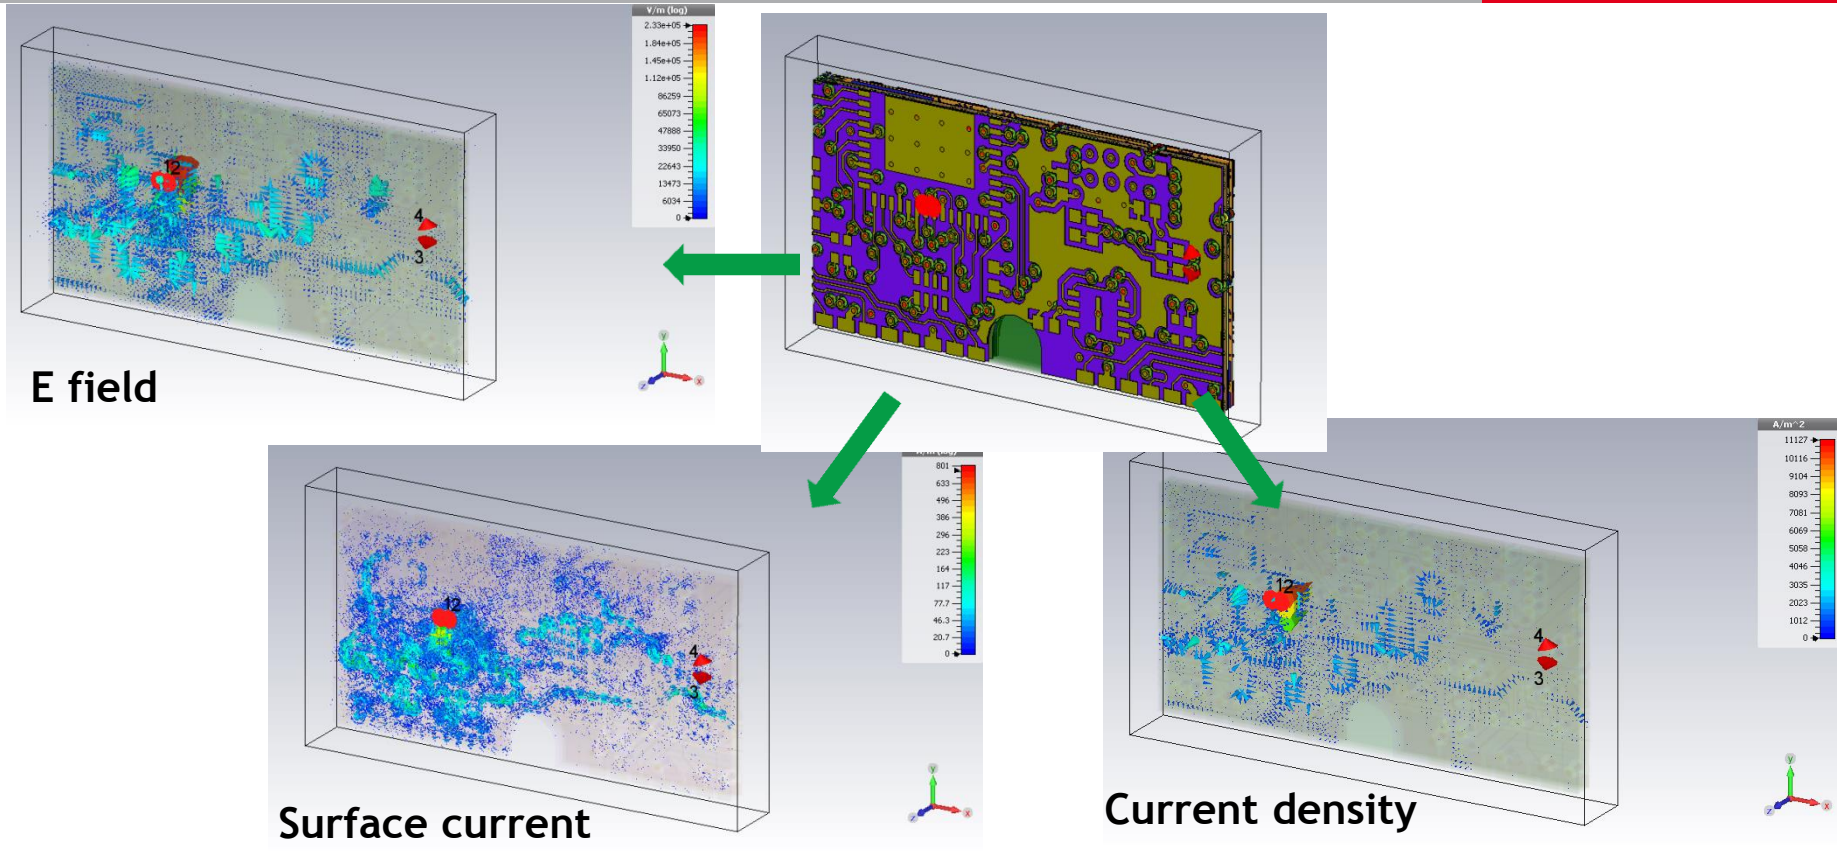 V/m (log)
2.33e+05
1.84e+05
1.45e+05
1.12e+05
86259
65073
47888
33950
22643
13473
6034
0
12
4
3
y
z
x
E field
801
633
496
386
296
223
164
117
77.7
46.3
20.7
0
12
4
3
y
z
x
Surface current
A/m^2
11127
10116
9104
8093
7081
6069
5058
4046
3035
2023
1012
0
12
4
3
y
z
x
Current density